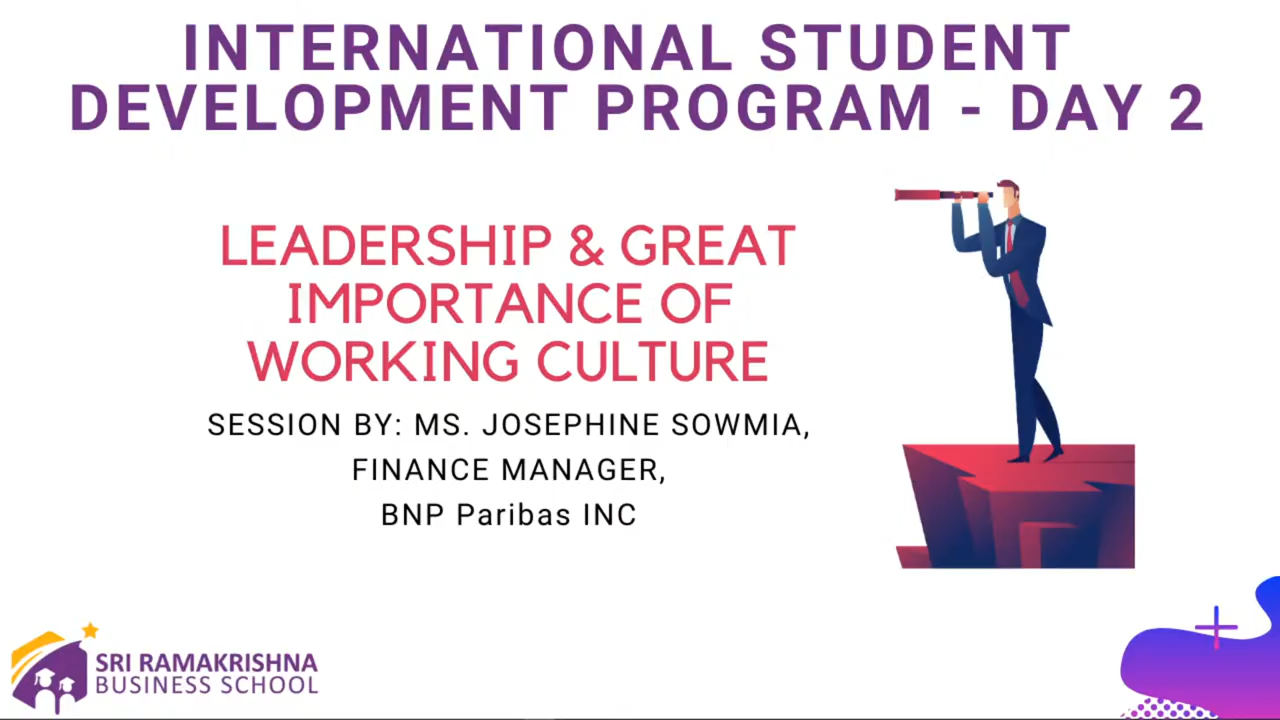 INTERNATIONAL STUDENT
DEVELOPMENT PROGRAM - DAY 2
LEADERSHIP & GREAT
IMPORTANCE OF
WORKING CULTURE
SESSION BY: MS. JOSEPHINE SOWMIA,
FINANCE MANAGER,
BNP Paribas INC
SRI RAMAKRISHNA
BUSINESS SCHOOL